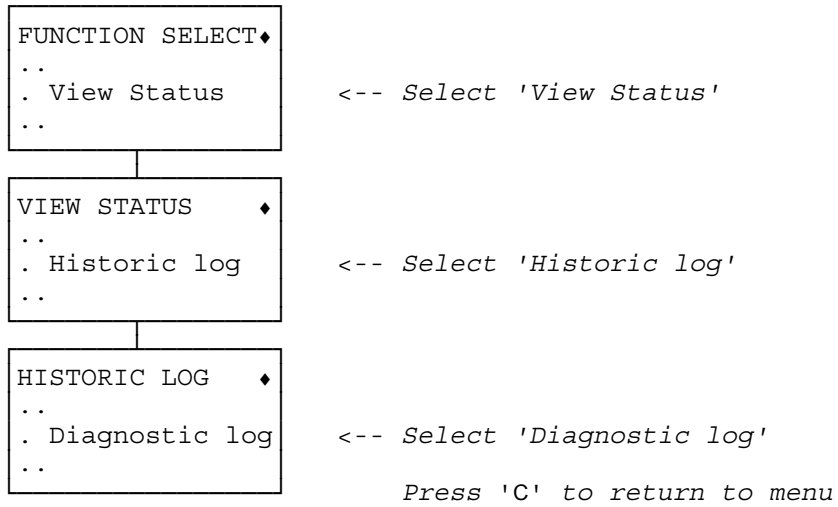 FUNCTION SELECT♦
..
. View Status <-- Select 'View Status'
..
VIEW STATUS ♦
..
. Historic log <-- Select 'Historic log'
..
HISTORIC LOG ♦
..
. Diagnostic log <-- Select 'Diagnostic log'
..
Press 'C' to return to menu